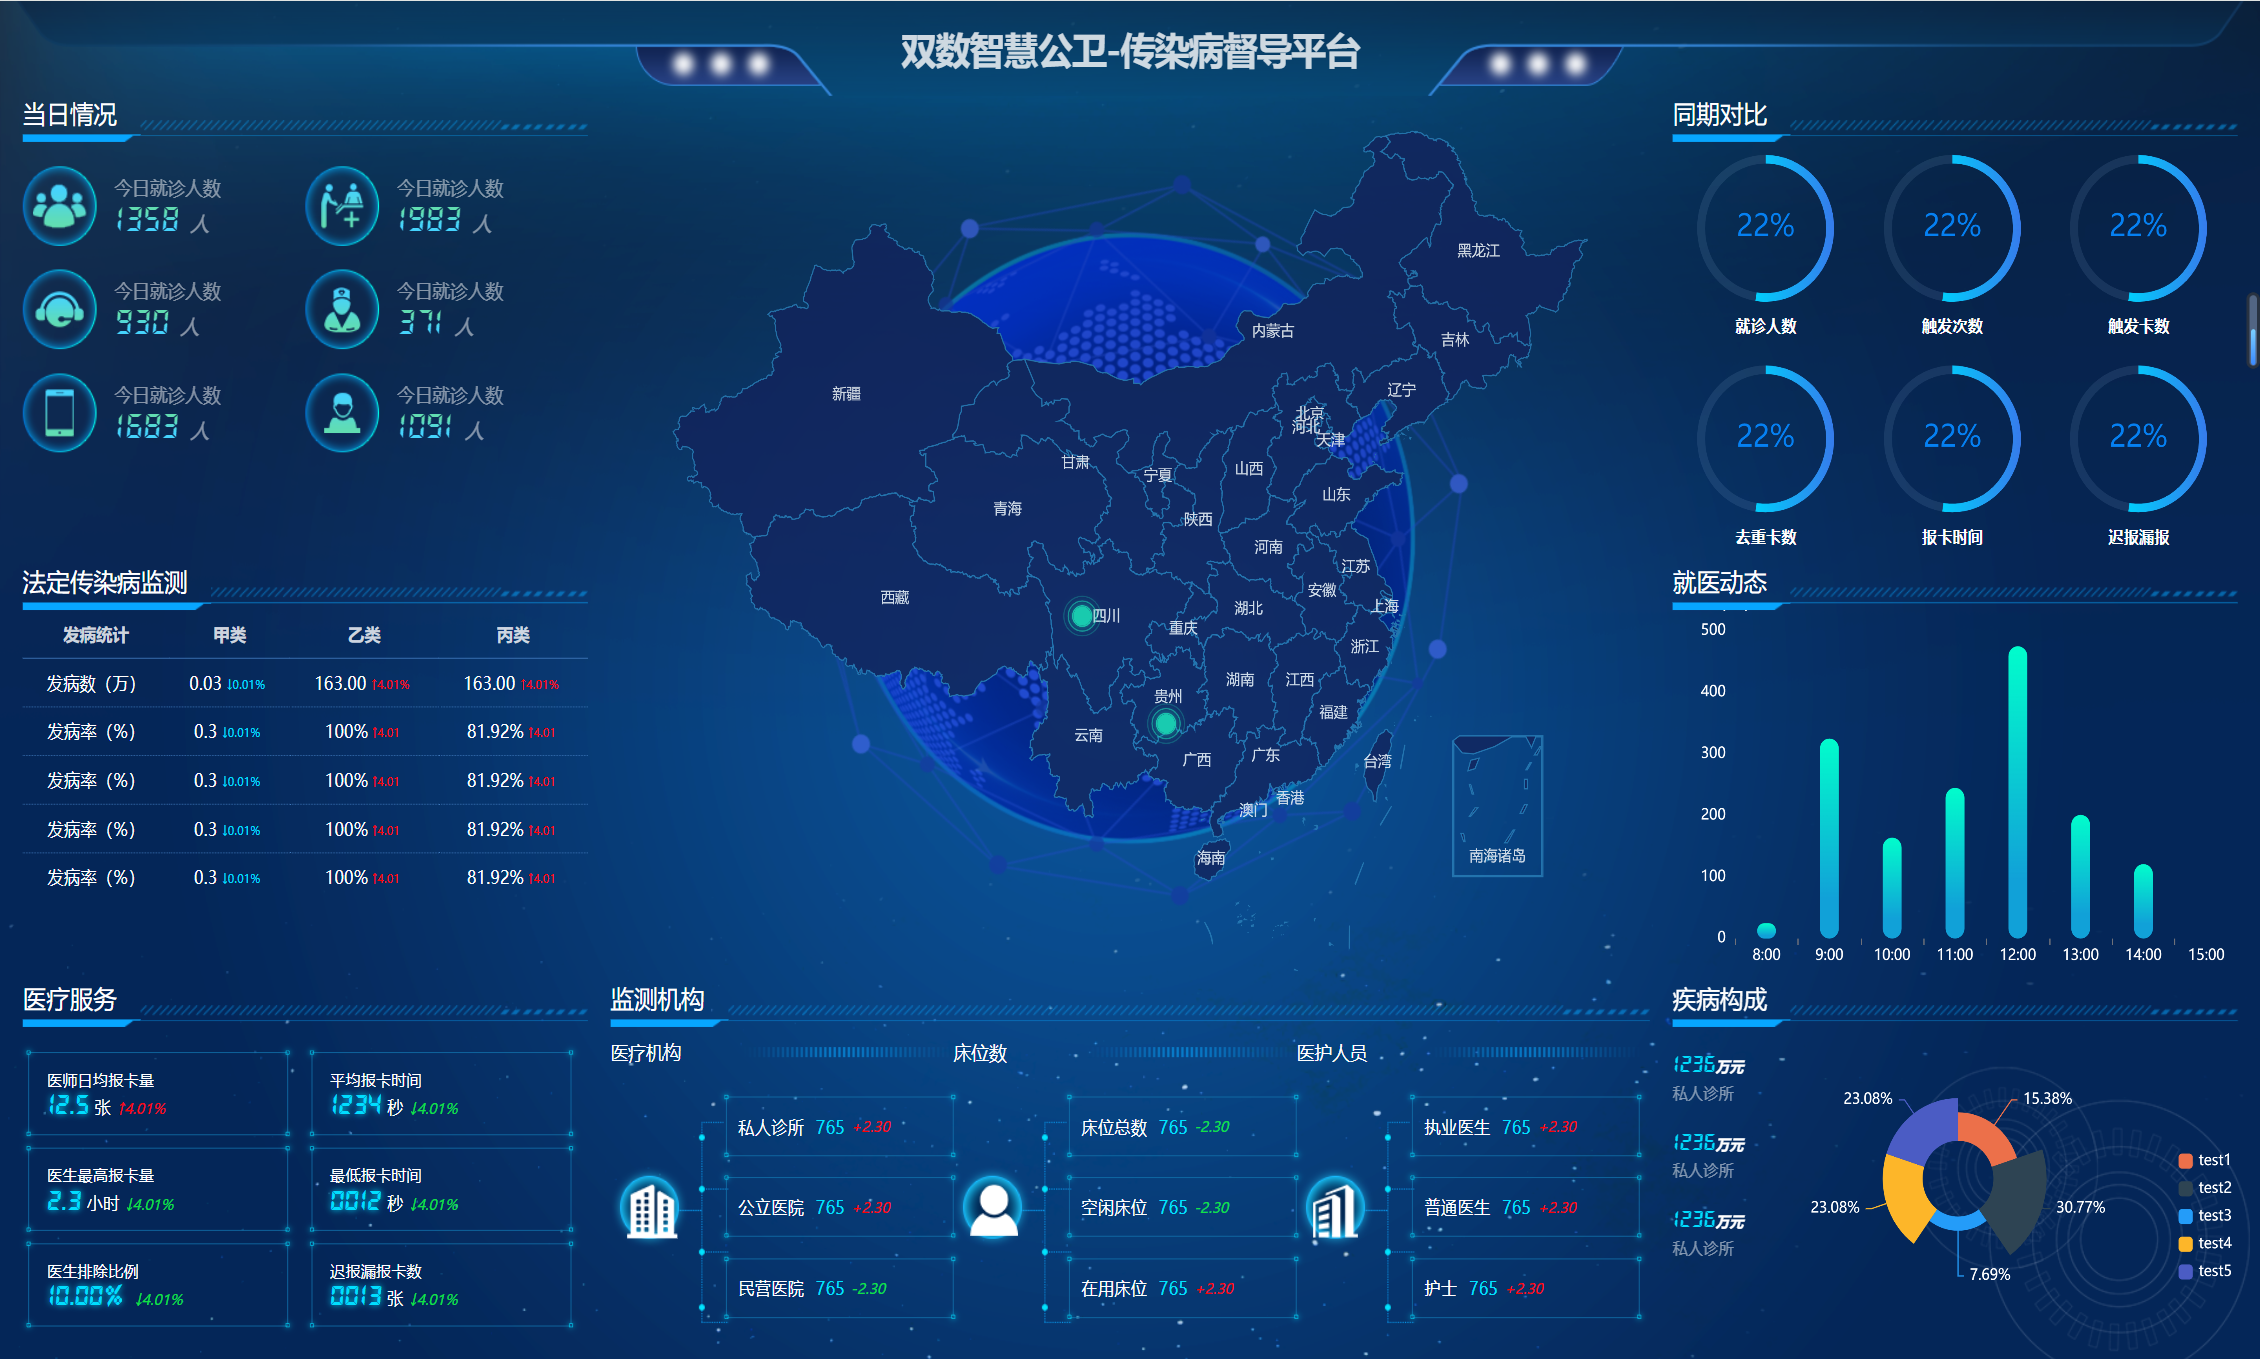 双数智慧公卫-传染病督导平台
当日情况
今日就诊人数
1358 人
今日就诊人数
1983 人
今日就诊人数
930 人
今日就诊人数
371 人
今日就诊人数
1683 人
今日就诊人数
1091 人
法定传染病监测
发病统计 甲类 乙类 丙类
发病数（万） 0.03 ↓0.01% 163.00 ↑4.01% 163.00 ↑4.01%
发病率（%） 0.3 ↓0.01% 100% ↑4.01 81.92% ↑4.01
发病率（%） 0.3 ↓0.01% 100% ↑4.01 81.92% ↑4.01
发病率（%） 0.3 ↓0.01% 100% ↑4.01 81.92% ↑4.01
发病率（%） 0.3 ↓0.01% 100% ↑4.01 81.92% ↑4.01
医疗服务
医师日均报卡量
12.5 张 ↑4.01%
平均报卡时间
1234 秒 ↓4.01%
医生最高报卡量
2.3 小时 ↓4.01%
最低报卡时间
0012 秒 ↓4.01%
医生排除比例
10.00% ↓4.01%
迟报漏报卡数
0013 张 ↓4.01%
黑龙江
内蒙古
吉林
新疆
辽宁
北京
河北
天津
甘肃
宁夏
山西
山东
青海
陕西
河南
江苏
安徽
西藏
上海
湖北
四川
重庆
浙江
湖南
江西
贵州
福建
云南
广西
广东
台湾
香港
澳门
海南
南海诸岛
监测机构
医疗机构
私人诊所 765 +2.30
公立医院 765 +2.30
民营医院 765 -2.30
床位数
床位总数 765 -2.30
空闲床位 765 -2.30
在用床位 765 +2.30
医护人员
执业医生 765 +2.30
普通医生 765 +2.30
护士 765 +2.30
同期对比
22% 22% 22%
就诊人数 触发次数 触发卡数
22% 22% 22%
去重卡数 报卡时间 迟报漏报
就医动态
500
400
300
200
100
0
8:00 9:00 10:00 11:00 12:00 13:00 14:00 15:00
疾病构成
1236万元
私人诊所
1236万元
私人诊所
1236万元
私人诊所
23.08%
15.38%
23.08%
30.77%
7.69%
test1
test2
test3
test4
test5